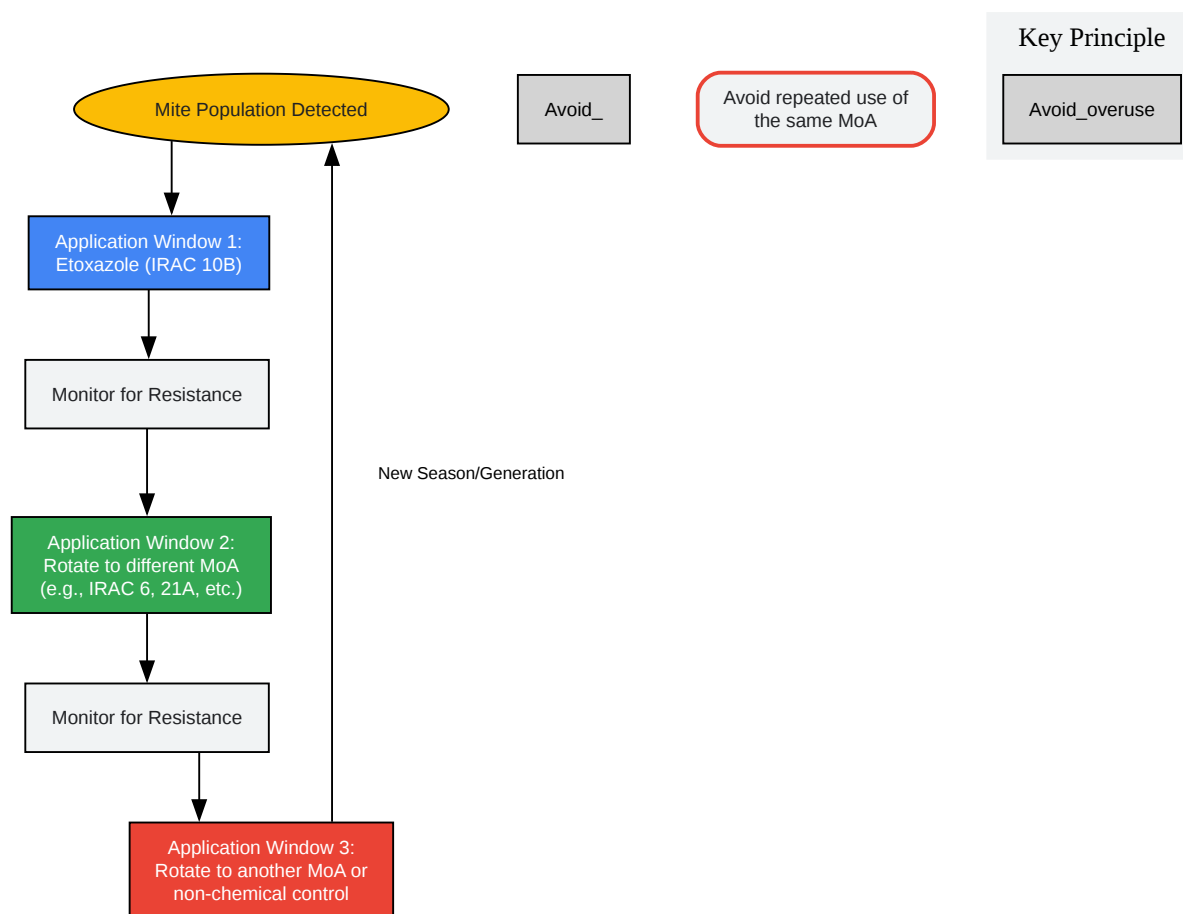 Key Principle
Mite Population Detected
Avoid_
Avoid repeated use of
the same MoA
Avoid_overuse
Application Window 1:
Etoxazole (IRAC 10B)
Monitor for Resistance
New Season/Generation
Application Window 2:
Rotate to different MoA
(e.g., IRAC 6, 21A, etc.)
Monitor for Resistance
Application Window 3:
Rotate to another MoA or
non-chemical control